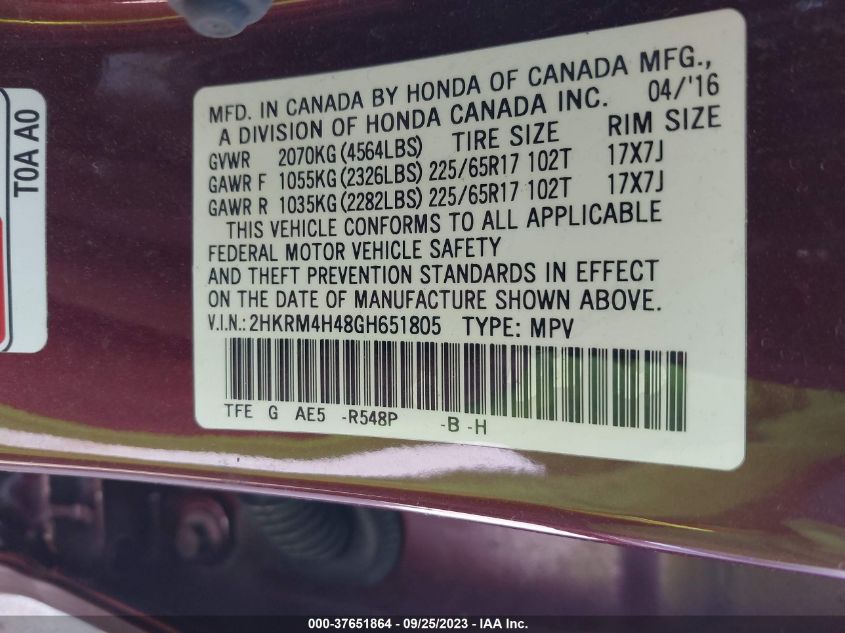 T0A A0
MFD. IN CANADA BY HONDA OF CANADA MFG.,
A DIVISION OF HONDA CANADA INC. 04/'16
TIRE SIZE RIM SIZE
GVWR 2070KG(4564LBS)
GAWR F 1055KG(2326LBS) 225/65R17 102T 17X7J
GAWR R 1035KG(2282LBS) 225/65R17 102T 17X7J
THIS VEHICLE CONFORMS TO ALL APPLICABLE
FEDERAL MOTOR VEHICLE SAFETY
AND THEFT PREVENTION STANDARDS IN EFFECT
ON THE DATE OF MANUFACTURE SHOWN ABOVE.
V.I.N.:2HKRM4H48GH651805 TYPE: MPV
TFE G AE5 -R548P -B -H
000-37651864 - 09/25/2023 - IAA Inc.